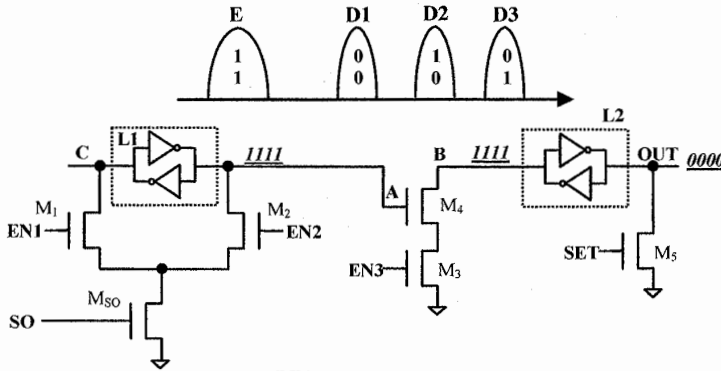 E D1 D2 D3
1 0 1 0
1 0 0 1
L1 L2
C 1111 B 1111 OUT 0000
A
M1 M2 M4
EN1 EN2
EN3 M3 SET M5
MSO
SO